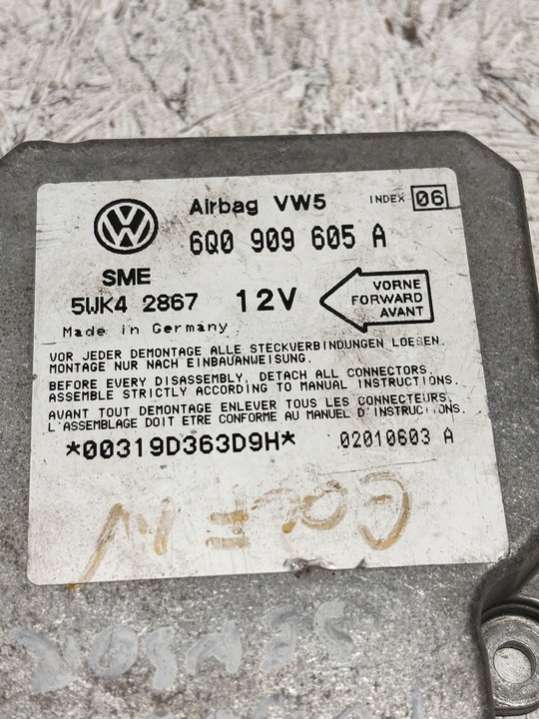 Airbag VW5 INDEX 06
6Q0 909 605 A
SME
5WK4 2867 12V
VORNE
FORWARD
AVANT
Made in Germany
VOR JEDER DEMONTAGE ALLE STECKVERBINDUNGEN LOESEN.
MONTAGE NUR NACH EINBAUANWEISUNG.
BEFORE EVERY DISASSEMBLY, DETACH ALL CONNECTORS.
ASSEMBLE STRICTLY ACCORDING TO MANUAL INSTRUCTIONS.
AVANT TOUT DEMONTAGE ENLEVER TOUS LES CONNECTEURS.
L'ASSEMBLAGE DOIT ETRE CONFORME AU MANUEL D'INSTRUCTIONS.
*00319D363D9H* 02010603 A